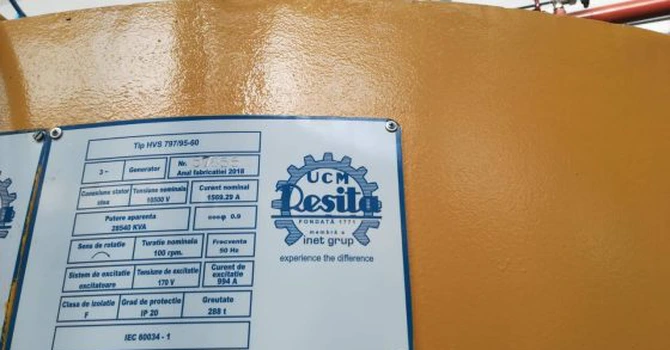 Tip HVS 797/95-60
3~ Generator Nr.
Anul fabricatiei 2018
Conexiune stator Tensiune nominala Curent nominal
stea 10500 V 1569.29 A
Putere aparenta cosφ 0.9
28540 KVA
Sens de rotatie Turatie nominala Frecventa
100 rpm. 50 Hz
Sistem de excitatie Tensiune de excitatie Curent de excitatie
excitatoare 170 V 994 A
Clasa de izolatie Grad de protectie Greutate
F IP 20 288 t
IEC 60034 - 1
UCM
Resita
FONDATĂ 1771
membră a
inet grup
experience the difference